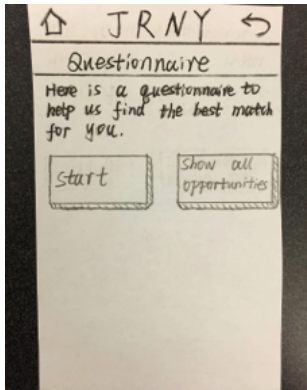 JRNY
Questionnaire
Here is a questionnaire to
help us find the best match
for you.
start
Show all
opportunities